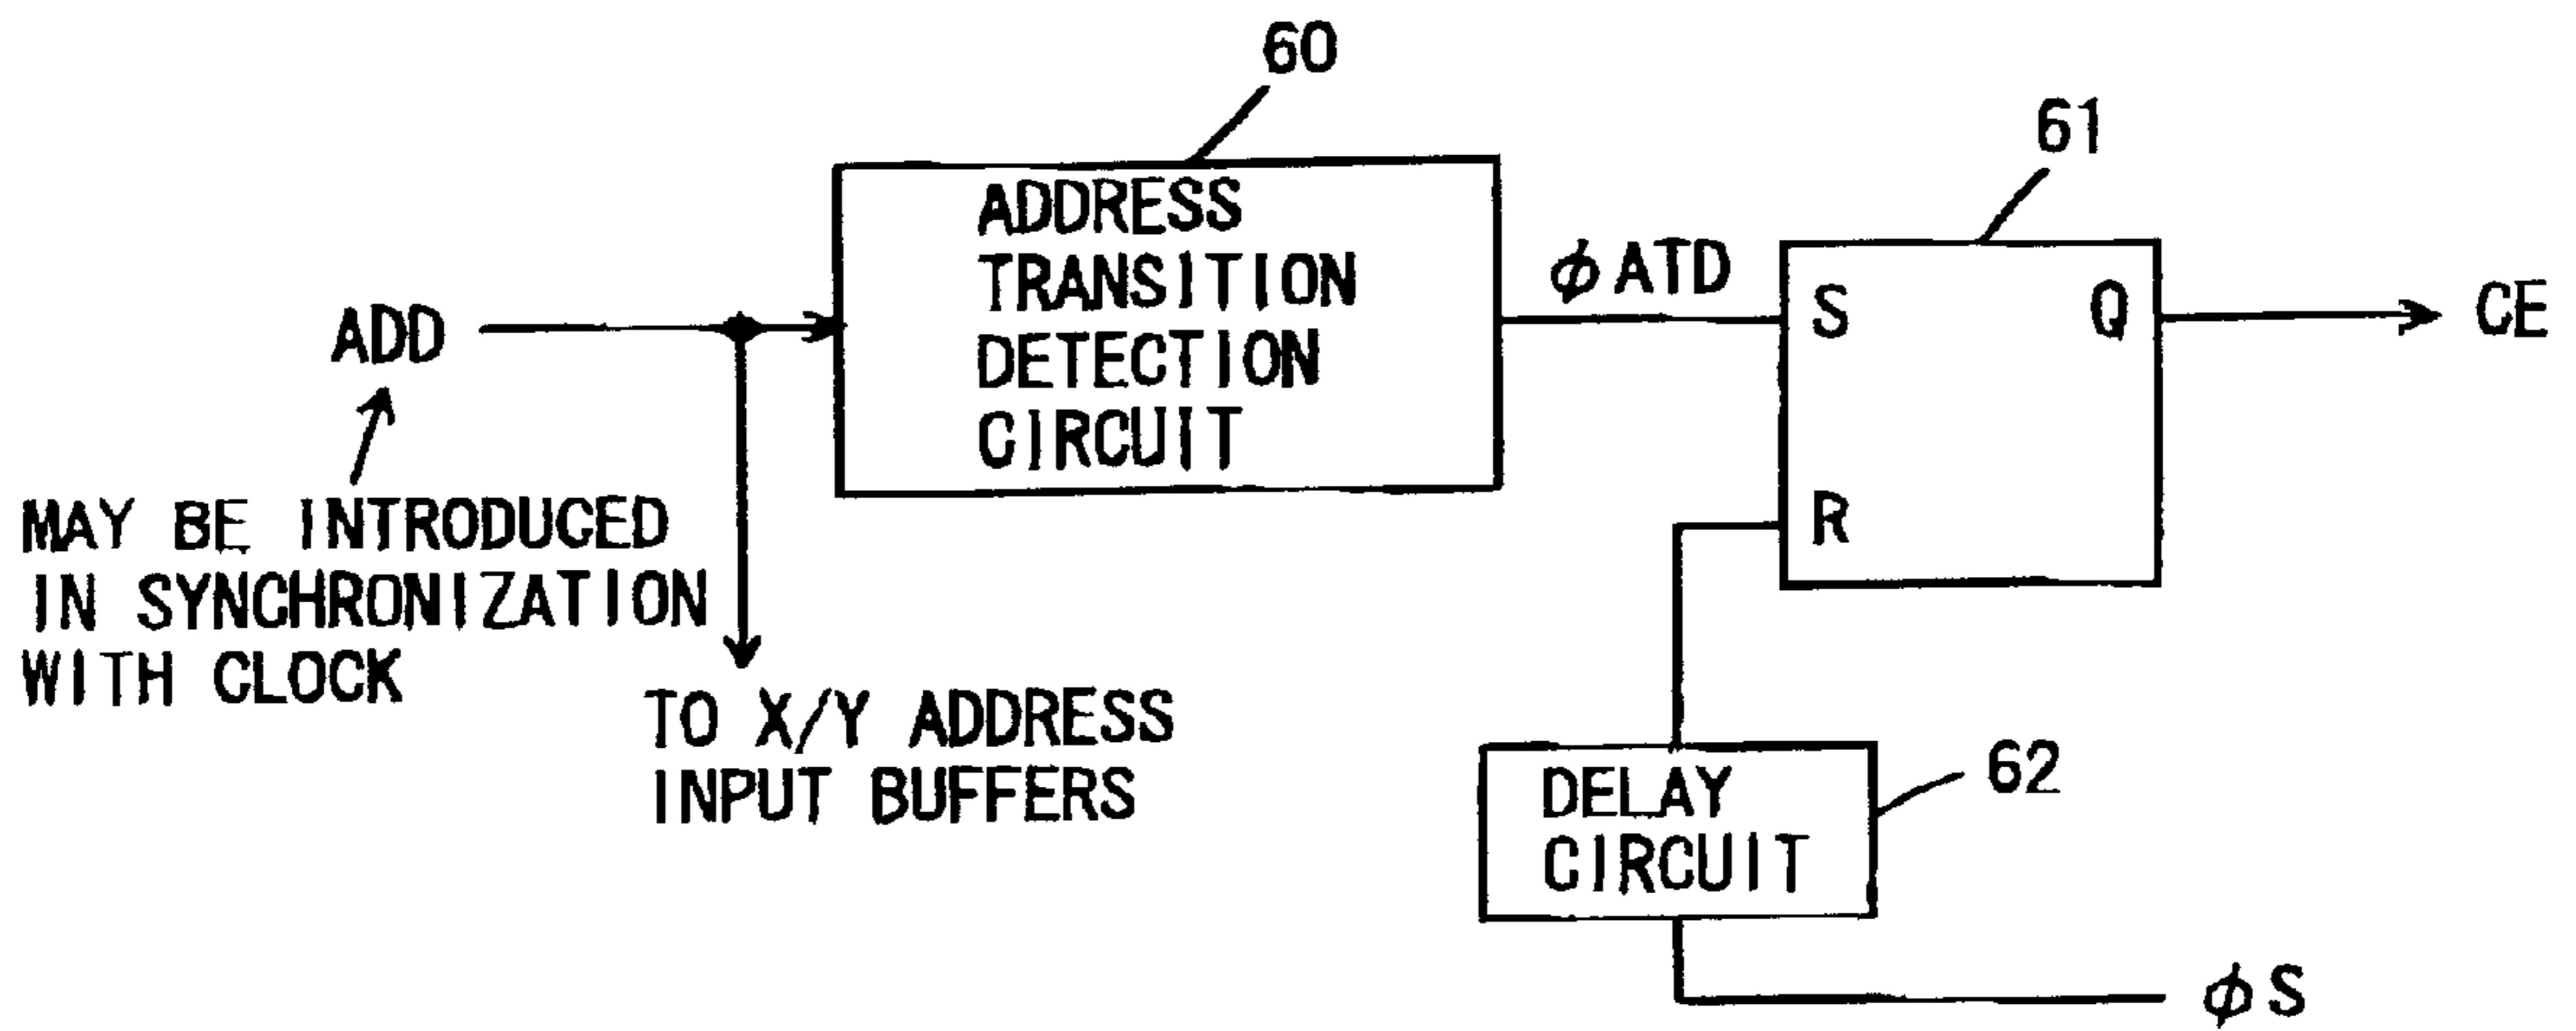 60
61
ADDRESS
TRANSITION
DETECTION
CIRCUIT
φATD
S
Q
CE
ADD
R
MAY BE INTRODUCED
IN SYNCHRONIZATION
WITH CLOCK
TO X/Y ADDRESS
INPUT BUFFERS
DELAY
CIRCUIT
62
φS